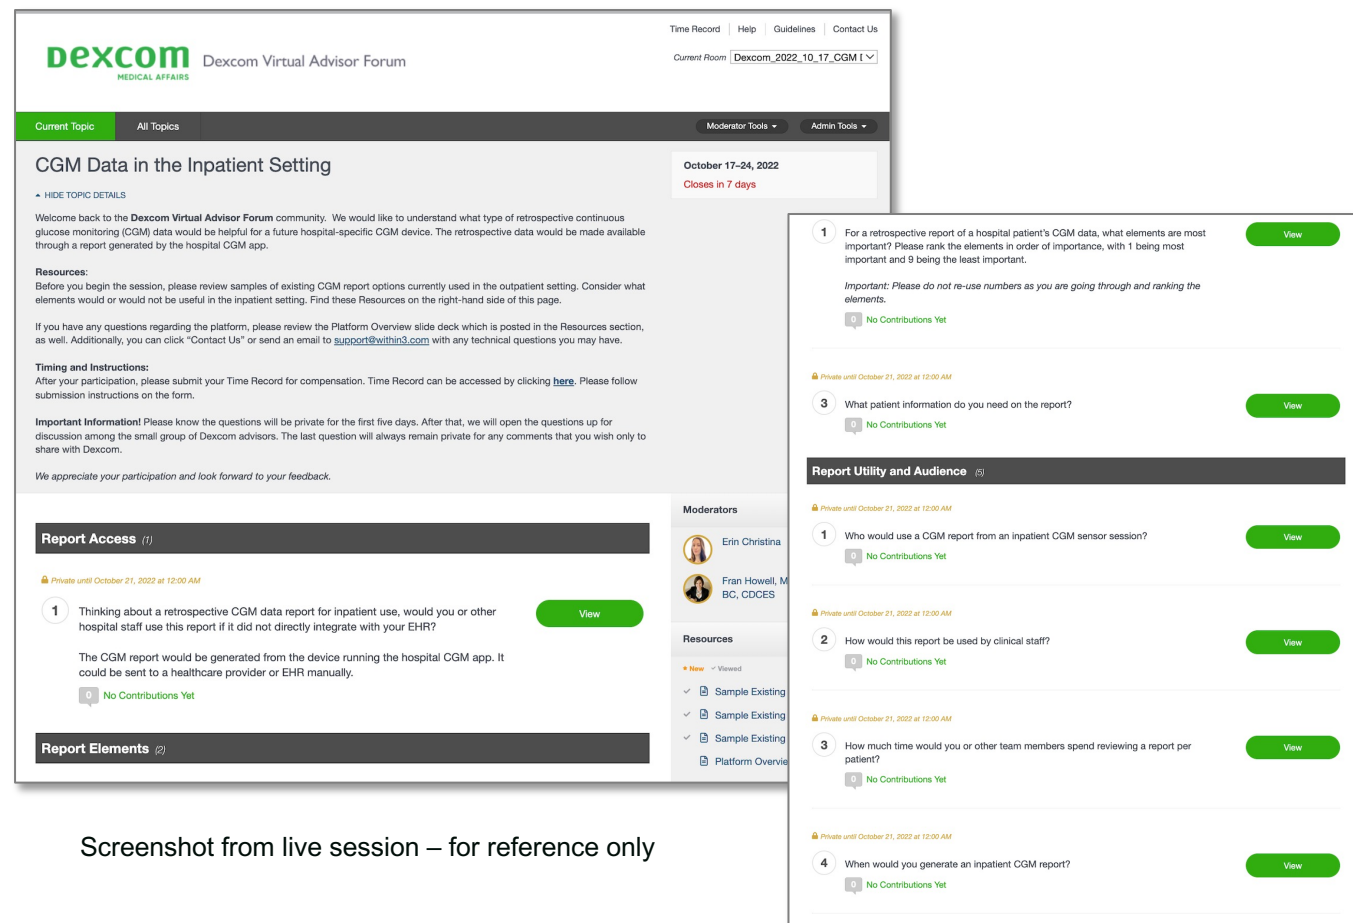 Time Record Help Guidelines Contact Us
Dexcom
MEDICAL AFFAIRS
Dexcom Virtual Advisor Forum
Current Room Dexcom_2022_10_17_CGM
Current Topic All Topics Moderator Tools Admin Tools
CGM Data in the Inpatient Setting
HIDE TOPIC DETAILS
Welcome back to the Dexcom Virtual Advisor Forum community. We would like to understand what type of retrospective continuous
glucose monitoring (CGM) data would be helpful for a future hospital-specific CGM device. The retrospective data would be made available
through a report generated by the hospital CGM app.
Resources:
Before you begin the session, please review samples of existing CGM report options currently used in the outpatient setting. Consider what
elements would or would not be useful in the inpatient setting. Find these Resources on the right-hand side of this page.
If you have any questions regarding the platform, please review the Platform Overview slide deck which is posted in the Resources section,
as well. Additionally, you can click “Contact Us” or send an email to support@within3.com with any technical questions you may have.
Timing and Instructions:
After your participation, please submit your Time Record for compensation. Time Record can be accessed by clicking here. Please follow
submission instructions on the form.
Important Information! Please know the questions will be private for the first five days. After that, we will open the questions up for
discussion among the small group of Dexcom advisors. The last question will always remain private for any comments that you wish only to
share with Dexcom.
We appreciate your participation and look forward to your feedback.
October 17–24, 2022
Closes in 7 days
Report Access (1)
Private until October 21, 2022 at 12:00 AM
1 Thinking about a retrospective CGM data report for inpatient use, would you or other
hospital staff use this report if it did not directly integrate with your EHR?
View
The CGM report would be generated from the device running the hospital CGM app. It
could be sent to a healthcare provider or EHR manually.
0 No Contributions Yet
Report Elements (2)
Moderators
Erin Christina
Fran Howell, M
BC, CDCES
Resources
New Viewed
Sample Existing
Sample Existing
Sample Existing
Platform Overvie
1 For a retrospective report of a hospital patient’s CGM data, what elements are most
important? Please rank the elements in order of importance, with 1 being most
important and 9 being the least important.
View
Important: Please do not re-use numbers as you are going through and ranking the
elements.
0 No Contributions Yet
Private until October 21, 2022 at 12:00 AM
3 What patient information do you need on the report?
View
0 No Contributions Yet
Report Utility and Audience (5)
Private until October 21, 2022 at 12:00 AM
1 Who would use a CGM report from an inpatient CGM sensor session?
View
0 No Contributions Yet
Private until October 21, 2022 at 12:00 AM
2 How would this report be used by clinical staff?
View
0 No Contributions Yet
Private until October 21, 2022 at 12:00 AM
3 How much time would you or other team members spend reviewing a report per
patient?
View
0 No Contributions Yet
Private until October 21, 2022 at 12:00 AM
4 When would you generate an inpatient CGM report?
View
0 No Contributions Yet
Screenshot from live session – for reference only